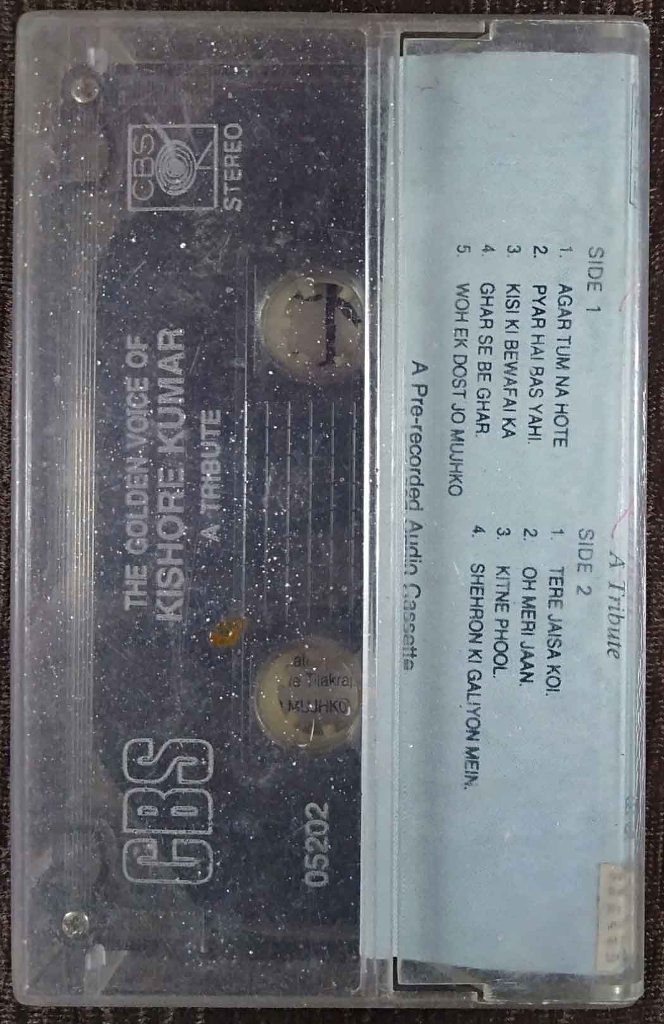 CBS
STEREO
THE GOLDEN VOICE OF
KISHORE KUMAR
A TRIBUTE
CBS
05202
Tilakraj
MUJHKO
A Tribute
SIDE 1
1. AGAR TUM NA HOTE
2. PYAR HAI BAS YAHI.
3. KISI KI BEWAFAI KA
4. GHAR SE BE GHAR.
5. WOH EK DOST JO MUJHKO
SIDE 2
1. TERE JAISA KOI.
2. OH MERI JAAN.
3. KITNE PHOOL.
4. SHEHRON KI GALIYON MEIN.
A Pre-recorded Audio Cassette